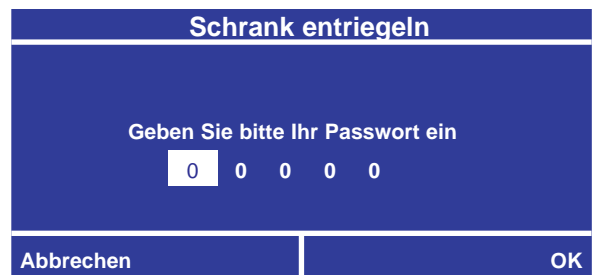 Schrank entriegeln
Geben Sie bitte Ihr Passwort ein
0 0 0 0 0
Abbrechen OK